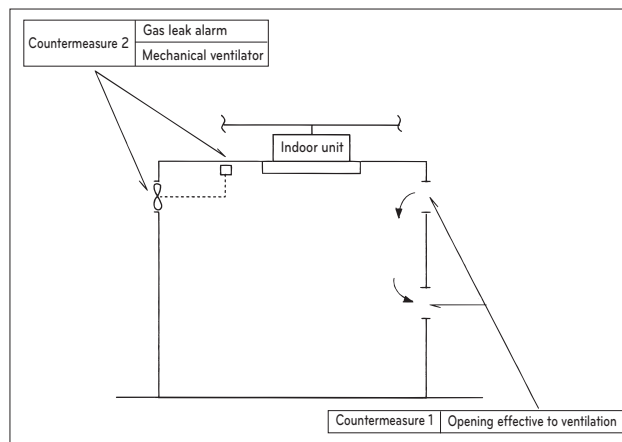 Countermeasure 2
Gas leak alarm
Mechanical ventilator
Indoor unit
Countermeasure 1
Opening effective to ventilation